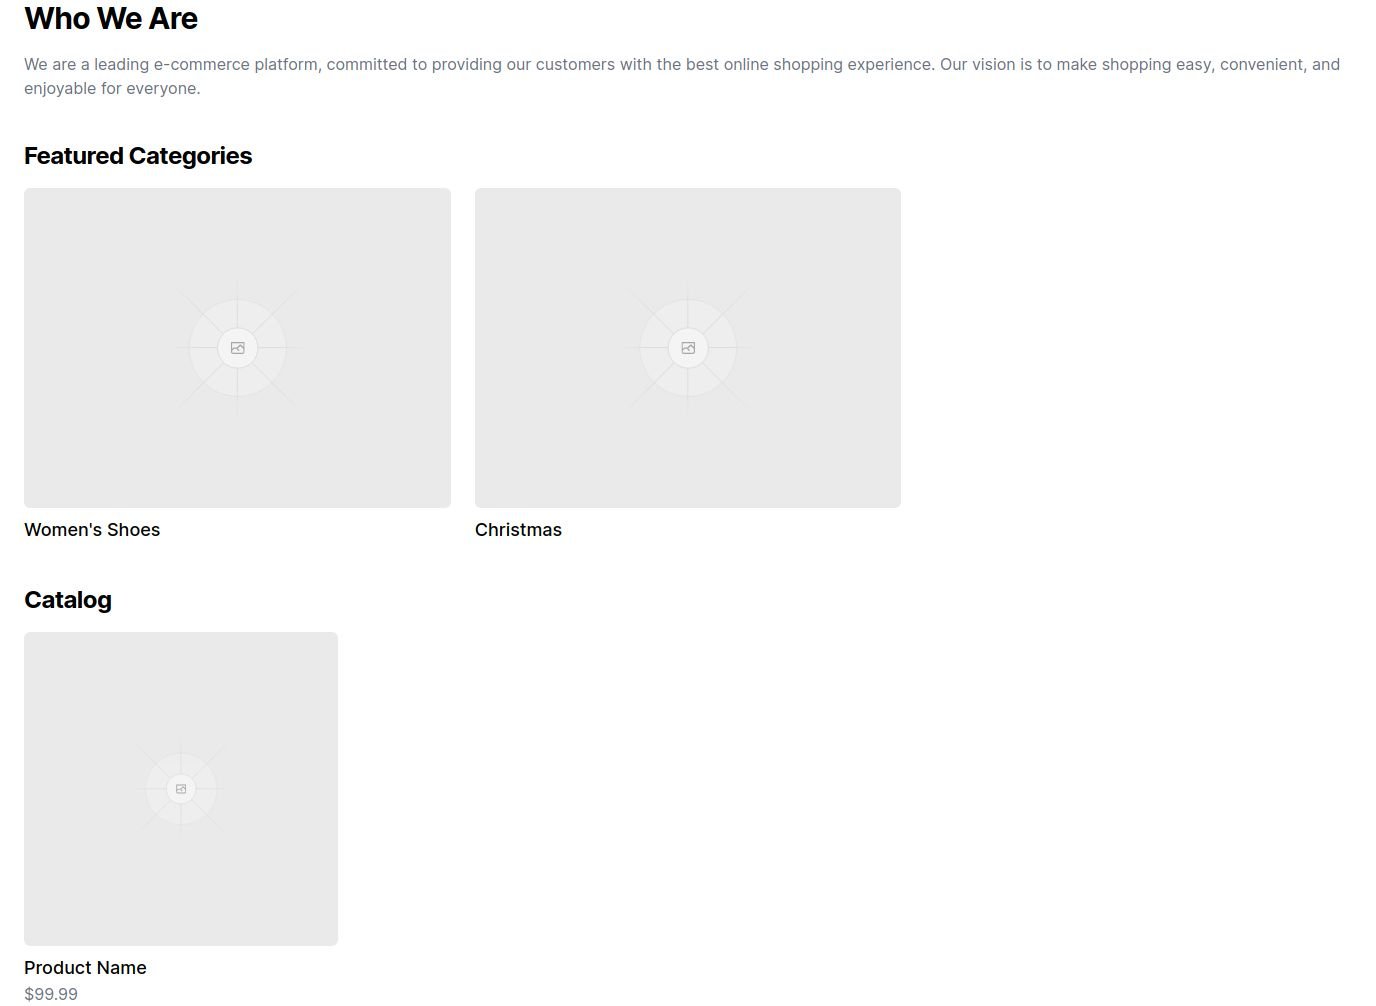 Who We Are
We are a leading e-commerce platform, committed to providing our customers with the best online shopping experience. Our vision is to make shopping easy, convenient, and
enjoyable for everyone.
Featured Categories
Women's Shoes
Christmas
Catalog
Product Name
$99.99